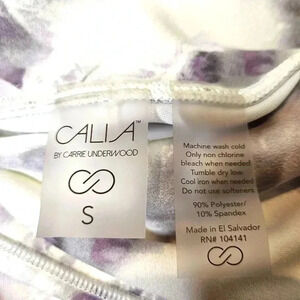 CALIA™
BY CARRIE UNDERWOOD
S
Machine wash cold
Only non chlorine
bleach when needed
Tumble dry low
Cool iron when needed
Do not use softeners
90% Polyester/
10% Spandex
Made in El Salvador
RN# 104141